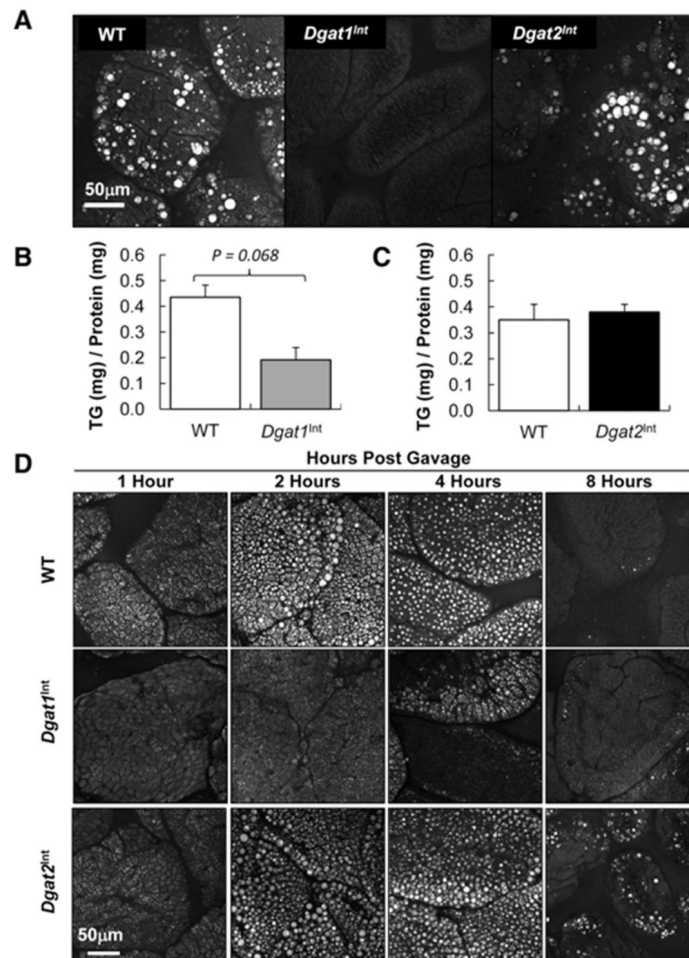 A
WT
Dgat1Int
Dgat2Int
50μm
B
C
P = 0.068
TG (mg) / Protein (mg)
0.6
0.5
0.4
0.3
0.2
0.1
0.0
WT
Dgat1Int
TG (mg) / Protein (mg)
0.6
0.5
0.4
0.3
0.2
0.1
0.0
WT
Dgat2Int
D
Hours Post Gavage
1 Hour
2 Hours
4 Hours
8 Hours
WT
Dgat1Int
Dgat2Int
50μm